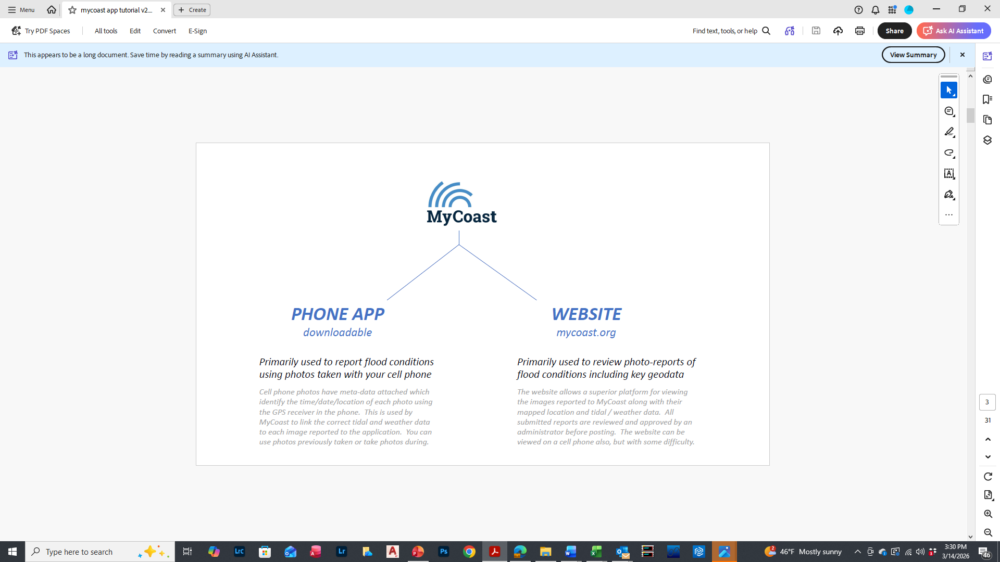 Menu
mycoast app tutorial v2....
Create
Try PDF Spaces
All tools
Edit
Convert
E-Sign
Find text, tools, or help
Share
Ask AI Assistant
This appears to be a long document. Save time by reading a summary using AI Assistant.
View Summary
MyCoast
PHONE APP
downloadable
Primarily used to report flood conditions
using photos taken with your cell phone
Cell phone photos have meta-data attached which
identify the time/date/location of each photo using
the GPS receiver in the phone.  This is used by
MyCoast to link the correct tidal and weather data
to each image reported to the application.  You can
use photos previously taken or take photos during.
WEBSITE
mycoast.org
Primarily used to review photo-reports of
flood conditions including key geodata
The website allows a superior platform for viewing
the images reported to MyCoast along with their
mapped location and tidal / weather data.  All
submitted reports are reviewed and approved by an
administrator before posting.  The website can be
viewed on a cell phone also, but with some difficulty.
3
31
Type here to search
LrC
Lr
Ps
2
46°F Mostly sunny
3
3:30 PM
3/14/2026
46